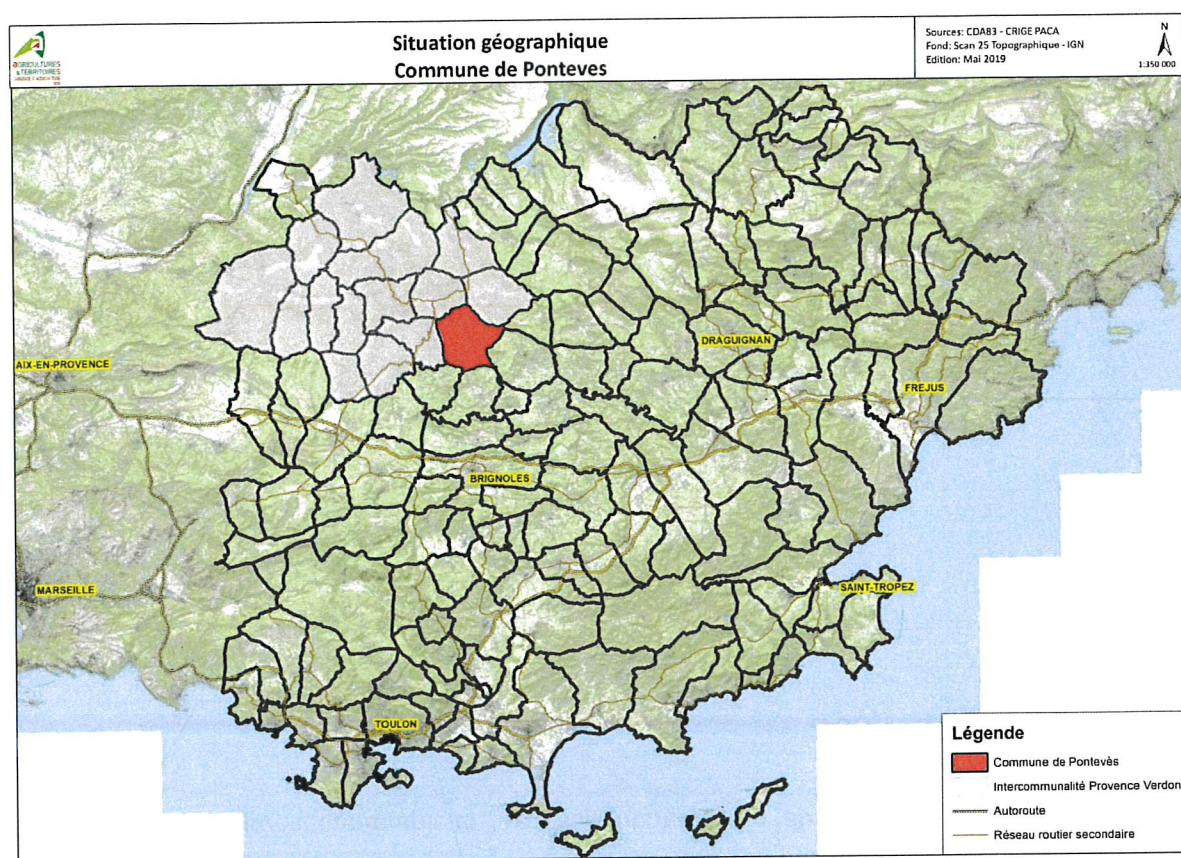 AGRICULTURES
& TERRITOIRES
Situation géographique
Commune de Ponteves
Sources: CDA83 - CRIGE PACA
Fond: Scan 25 Topographique - IGN
Edition: Mai 2019
N
1:350 000
DRAGUIGNAN
AIX-EN-PROVENCE
FREJUS
BRIGNOLES
MARSEILLE
SAINT-TROPEZ
TOULON
Légende
Commune de Pontevès
Intercommunalité Provence Verdon
Autoroute
Réseau routier secondaire